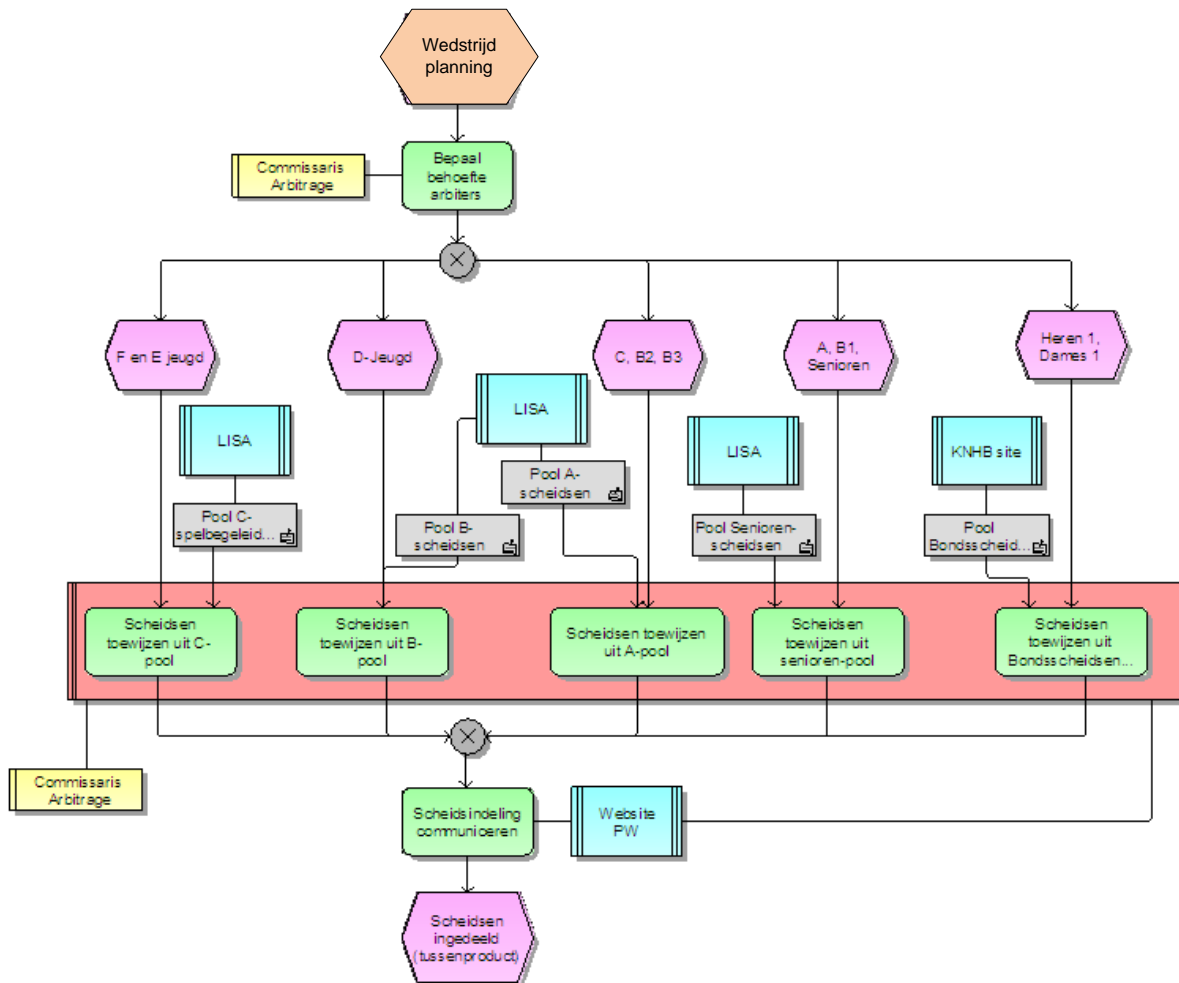 Wedstrijd
planning
Commissaris
Arbitrage
Bepaal
behoefte
arbiters
F en E jeugd
D-Jeugd
C, B2, B3
A, B1,
Senioren
Heren 1,
Dames 1
LISA
LISA
LISA
KNHB site
Pool C-
spelbegeleid...
Pool B-
scheidsen
Pool A-
scheidsen
Pool Senioren-
scheidsen
Pool
Bondsscheid...
Scheidsen
toewijzen uit C-
pool
Scheidsen
toewijzen uit B-
pool
Scheidsen toewijzen
uit A-pool
Scheidsen
toewijzen uit
senioren-pool
Scheidsen
toewijzen uit
Bondsscheidsen...
Commissaris
Arbitrage
Scheidsindeling
communiceren
Website
PW
Scheidsen
ingedeeld
(tussenproduct)